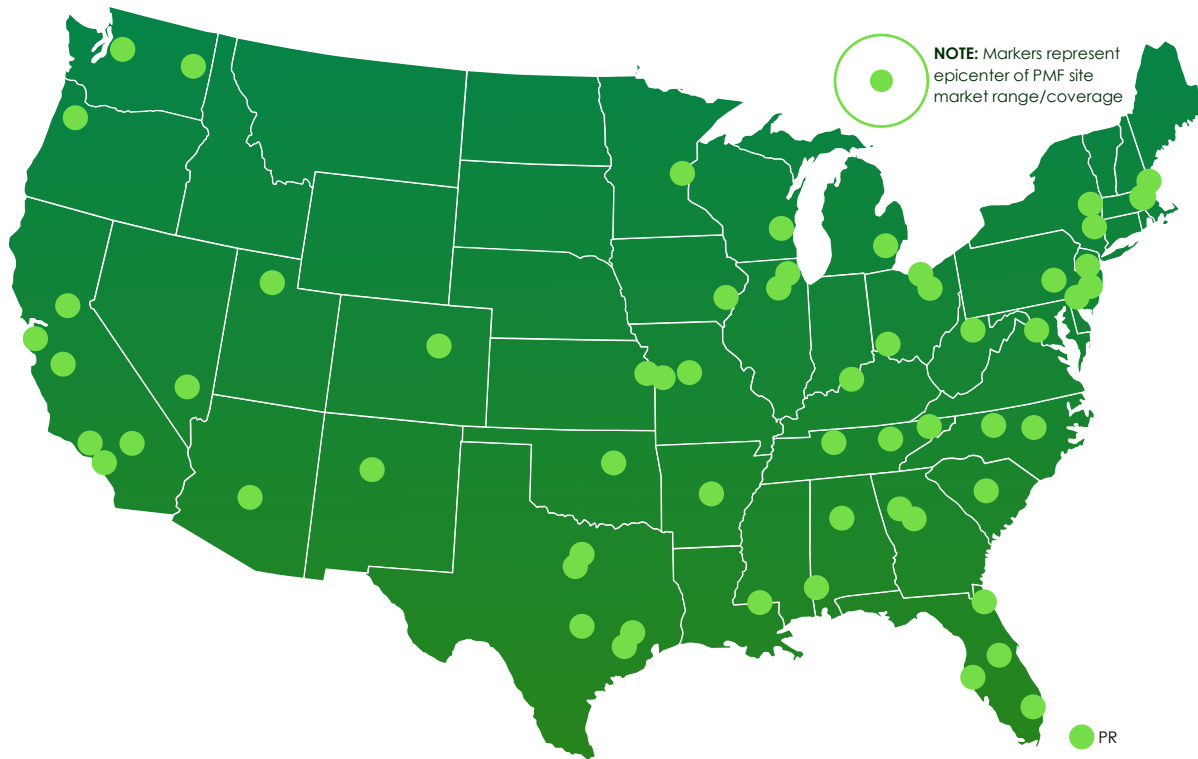 NOTE: Markers represent
epicenter of PMF site
market range/coverage
PR